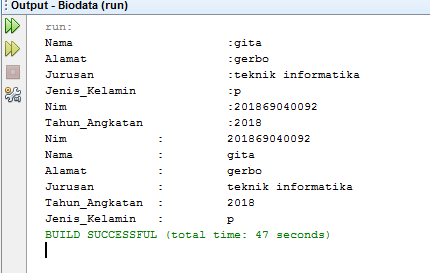 Output - Biodata (run)
run:
Nama :gita
Alamat :gerbo
Jurusan :teknik informatika
Jenis_Kelamin :p
Nim :201869040092
Tahun_Angkatan :2018
Nim : 201869040092
Nama : gita
Alamat : gerbo
Jurusan : teknik informatika
Tahun_Angkatan : 2018
Jenis_Kelamin : p
BUILD SUCCESSFUL (total time: 47 seconds)